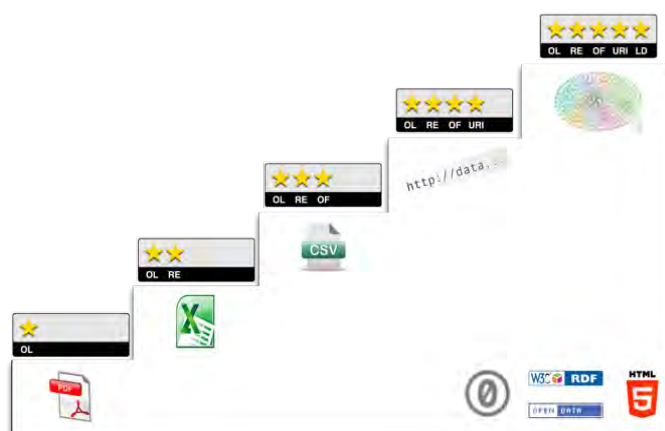 OL RE OF URI LD
OL RE OF URI
http://data..
OL RE OF
CSV
OL RE
X
OL
PDF
0
W3C RDF
OPEN DATA
HTML
5